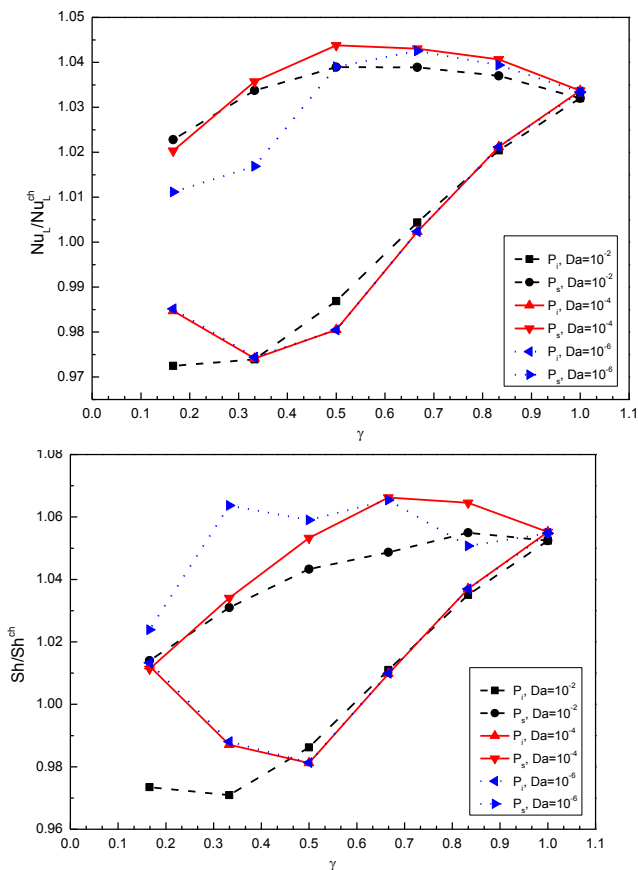 1.05
1.04
1.03
1.02
1.01
1.00
0.99
0.98
0.97
Nu_L/Nu_L^ch
P_i, Da=10^-2
P_s, Da=10^-2
P_i, Da=10^-4
P_s, Da=10^-4
P_i, Da=10^-6
P_s, Da=10^-6
0.0 0.1 0.2 0.3 0.4 0.5 0.6 0.7 0.8 0.9 1.0 1.1
γ
1.08
1.06
1.04
1.02
1.00
0.98
0.96
Sh/Sh^ch
P_i, Da=10^-2
P_s, Da=10^-2
P_i, Da=10^-4
P_s, Da=10^-4
P_i, Da=10^-6
P_s, Da=10^-6
0.0 0.1 0.2 0.3 0.4 0.5 0.6 0.7 0.8 0.9 1.0 1.1
γ